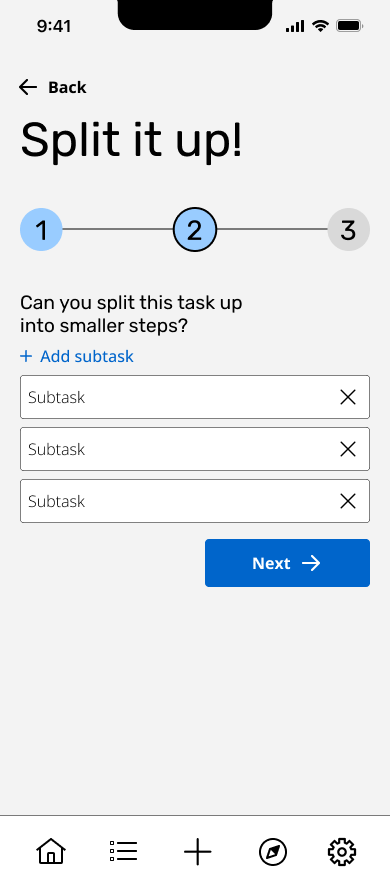 9:41
Back
Split it up!
1
2
3
Can you split this task up
into smaller steps?
+ Add subtask
Subtask
Subtask
Subtask
Next